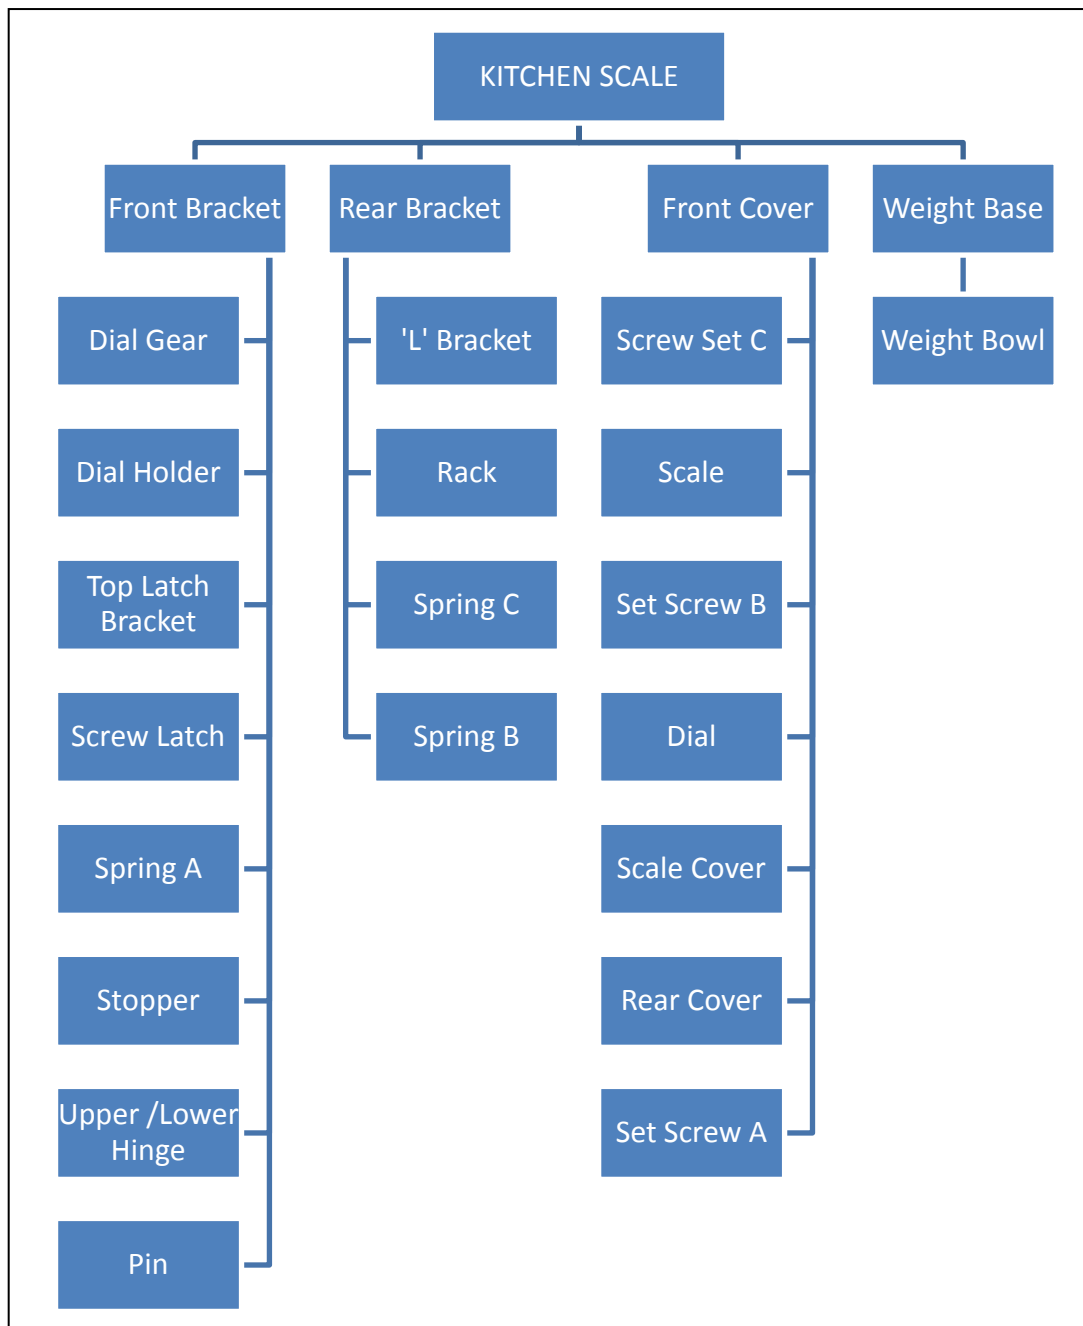 KITCHEN SCALE
Front Bracket
Rear Bracket
Front Cover
Weight Base
Dial Gear
'L' Bracket
Screw Set C
Weight Bowl
Dial Holder
Rack
Scale
Top Latch
Bracket
Spring C
Set Screw B
Screw Latch
Spring B
Dial
Spring A
Scale Cover
Stopper
Rear Cover
Upper /Lower
Hinge
Set Screw A
Pin